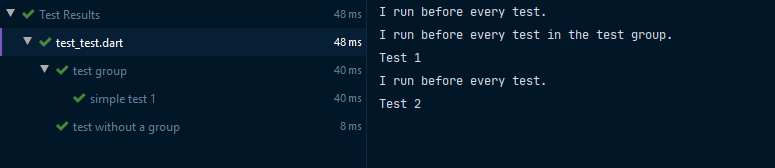 Test Results 48 ms
test_test.dart 48 ms
test group 40 ms
simple test 1 40 ms
test without a group 8 ms
I run before every test.
I run before every test in the test group.
Test 1
I run before every test.
Test 2